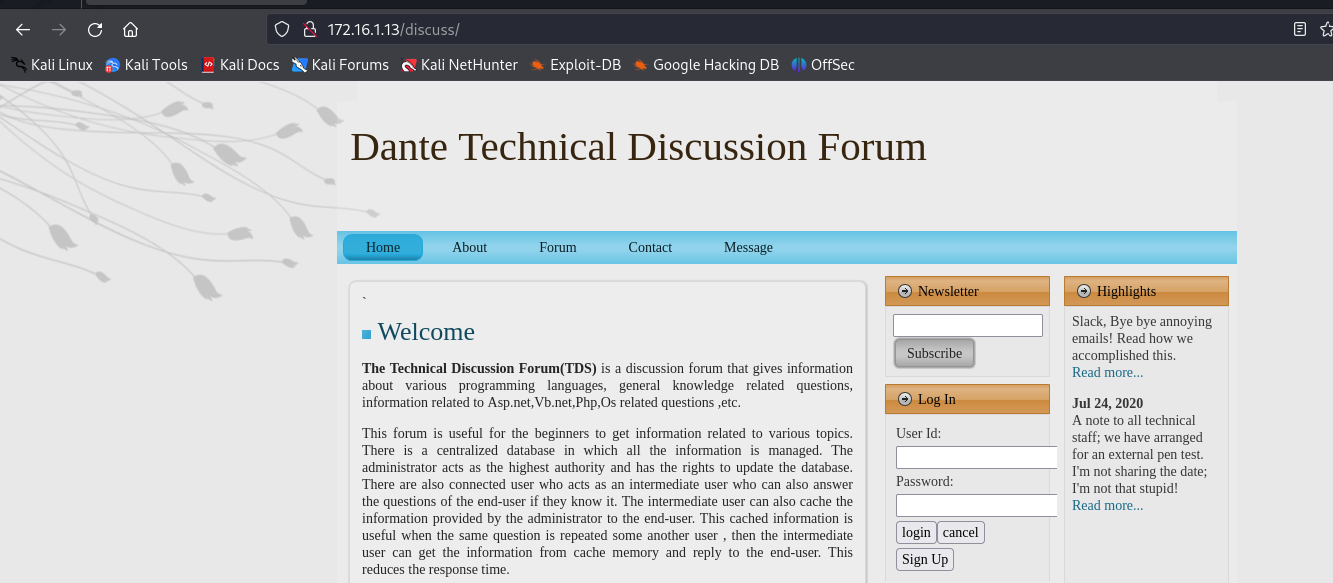 172.16.1.13/discuss/
Kali Linux Kali Tools Kali Docs Kali Forums Kali NetHunter Exploit-DB Google Hacking DB OffSec
Dante Technical Discussion Forum
Home About Forum Contact Message
`
Welcome
The Technical Discussion Forum(TDS) is a discussion forum that gives information
about various programming languages, general knowledge related questions,
information related to Asp.net,Vb.net,Php,Os related questions ,etc.
This forum is useful for the beginners to get information related to various topics.
There is a centralized database in which all the information is managed. The
administrator acts as the highest authority and has the rights to update the database.
There are also connected user who acts as an intermediate user who can also answer
the questions of the end-user if they know it. The intermediate user can also cache the
information provided by the administrator to the end-user. This cached information is
useful when the same question is repeated some another user , then the intermediate
user can get the information from cache memory and reply to the end-user. This
reduces the response time.
Newsletter
Subscribe
Log In
User Id:
Password:
login cancel
Sign Up
Highlights
Slack, Bye bye annoying
emails! Read how we
accomplished this.
Read more...
Jul 24, 2020
A note to all technical
staff; we have arranged
for an external pen test.
I'm not sharing the date;
I'm not that stupid!
Read more...